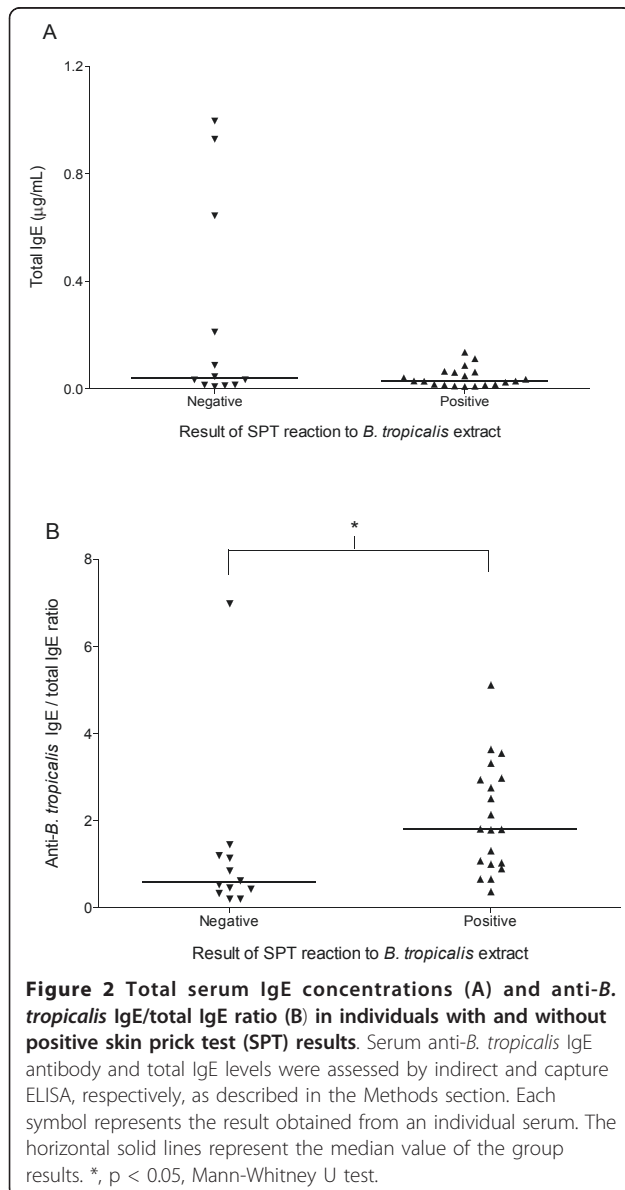 A
1.2
0.8
0.4
0.0
Total IgE (µg/mL)
Negative
Positive
Result of SPT reaction to B. tropicalis extract
B
*
8
6
4
2
0
Anti-B. tropicalis IgE / total IgE ratio
Negative
Positive
Result of SPT reaction to B. tropicalis extract
Figure 2 Total serum IgE concentrations (A) and anti-B.
tropicalis IgE/total IgE ratio (B) in individuals with and without
positive skin prick test (SPT) results. Serum anti-B. tropicalis IgE
antibody and total IgE levels were assessed by indirect and capture
ELISA, respectively, as described in the Methods section. Each
symbol represents the result obtained from an individual serum. The
horizontal solid lines represent the median value of the group
results. *, p < 0.05, Mann-Whitney U test.